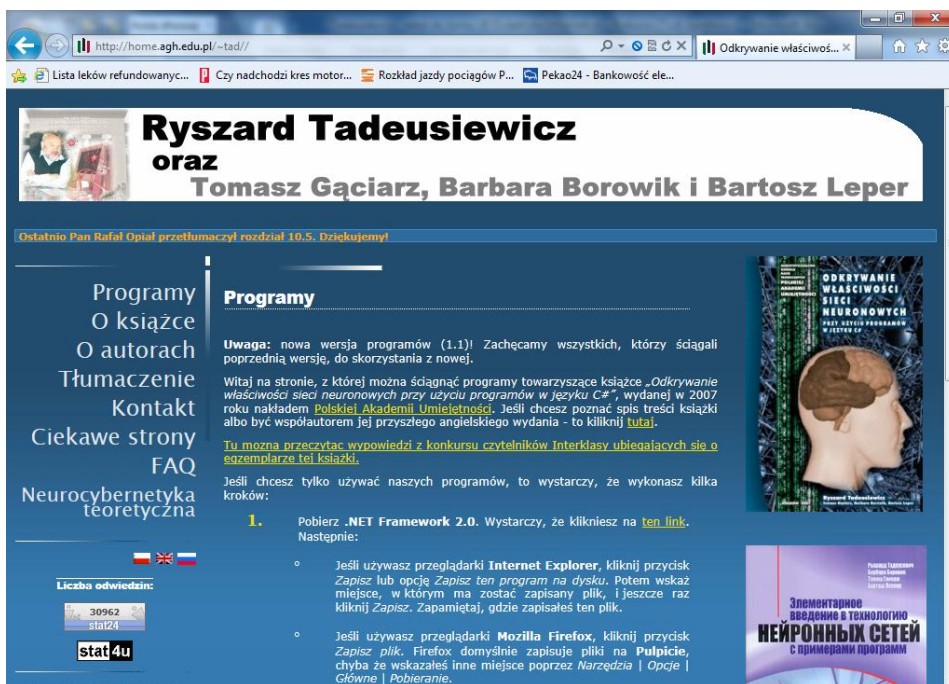 http://home.agh.edu.pl/~tad//
Odkrywanie właściwoś...
Lista leków refundowanyc...
Czy nadchodzi kres motor...
Rozkład jazdy pociągów P...
Pekao24 - Bankowość ele...
Ryszard Tadeusiewicz
oraz
Tomasz Gąciarz, Barbara Borowik i Bartosz Leper
Ostatnio Pan Rafał Opiał przetłumaczył rozdział 10.5. Dziękujemy!
Programy
O książce
O autorach
Tłumaczenie
Kontakt
Ciekawe strony
FAQ
Neurocybernetyka
teoretyczna
Liczba odwiedzin:
30962
stat24
stat4u
Programy
Uwaga: nowa wersja programów (1.1)! Zachęcamy wszystkich, którzy ściągali
poprzednią wersję, do skorzystania z nowej.
Witaj na stronie, z której można ściągnąć programy towarzyszące książce „Odkrywanie
właściwości sieci neuronowych przy użyciu programów w języku C#", wydanej w 2007
roku nakładem Polskiej Akademii Umiejętności. Jeśli chcesz poznać spis treści książki
albo być współautorem jej przyszłego angielskiego wydania - to kiliknij tutaj.
Tu mozna przeczytac wypowiedzi z konkursu czytelników Interklasy ubiegających się o
egzemplarze tej książki.
Jeśli chcesz tylko używać naszych programów, to wystarczy, że wykonasz kilka
kroków:
1. Pobierz .NET Framework 2.0. Wystarczy, że klikniesz na ten link.
Następnie:
Jeśli używasz przeglądarki Internet Explorer, kliknij przycisk
Zapisz lub opcję Zapisz ten program na dysku. Potem wskaż
miejsce, w którym ma zostać zapisany plik, i jeszcze raz
kliknij Zapisz. Zapamiętaj, gdzie zapisałeś ten plik.
Jeśli używasz przeglądarki Mozilla Firefox, kliknij przycisk
Zapisz plik. Firefox domyślnie zapisuje pliki na Pulpicie,
chyba że wskazałeś inne miejsce poprzez Narzędzia | Opcje |
Główne | Pobieranie.
ODKRYWANIE
WŁAŚCIWOŚCI
SIECI
NEURONOWYCH
PRZY UŻYCIU PROGRAMÓW
W JĘZYKU C#
Ryszard Tadeusiewicz
Элементарное
введение в технологию
НЕЙРОННЫХ СЕТЕЙ
с примерами программ